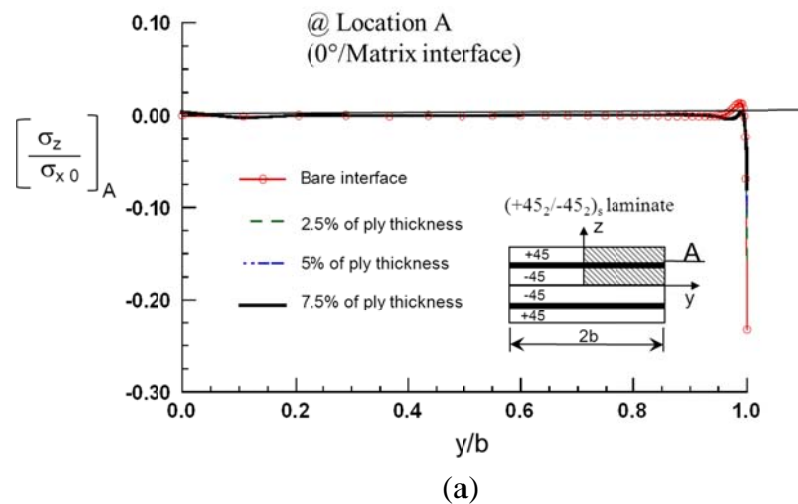 @ Location A
(0°/Matrix interface)
0.10
0.00
-0.10
-0.20
-0.30
[σz / σx 0]A
Bare interface
2.5% of ply thickness
5% of ply thickness
7.5% of ply thickness
(+45₂/-45₂)s laminate
z
A
+45
-45
-45
+45
y
2b
0.0 0.2 0.4 0.6 0.8 1.0
y/b
(a)